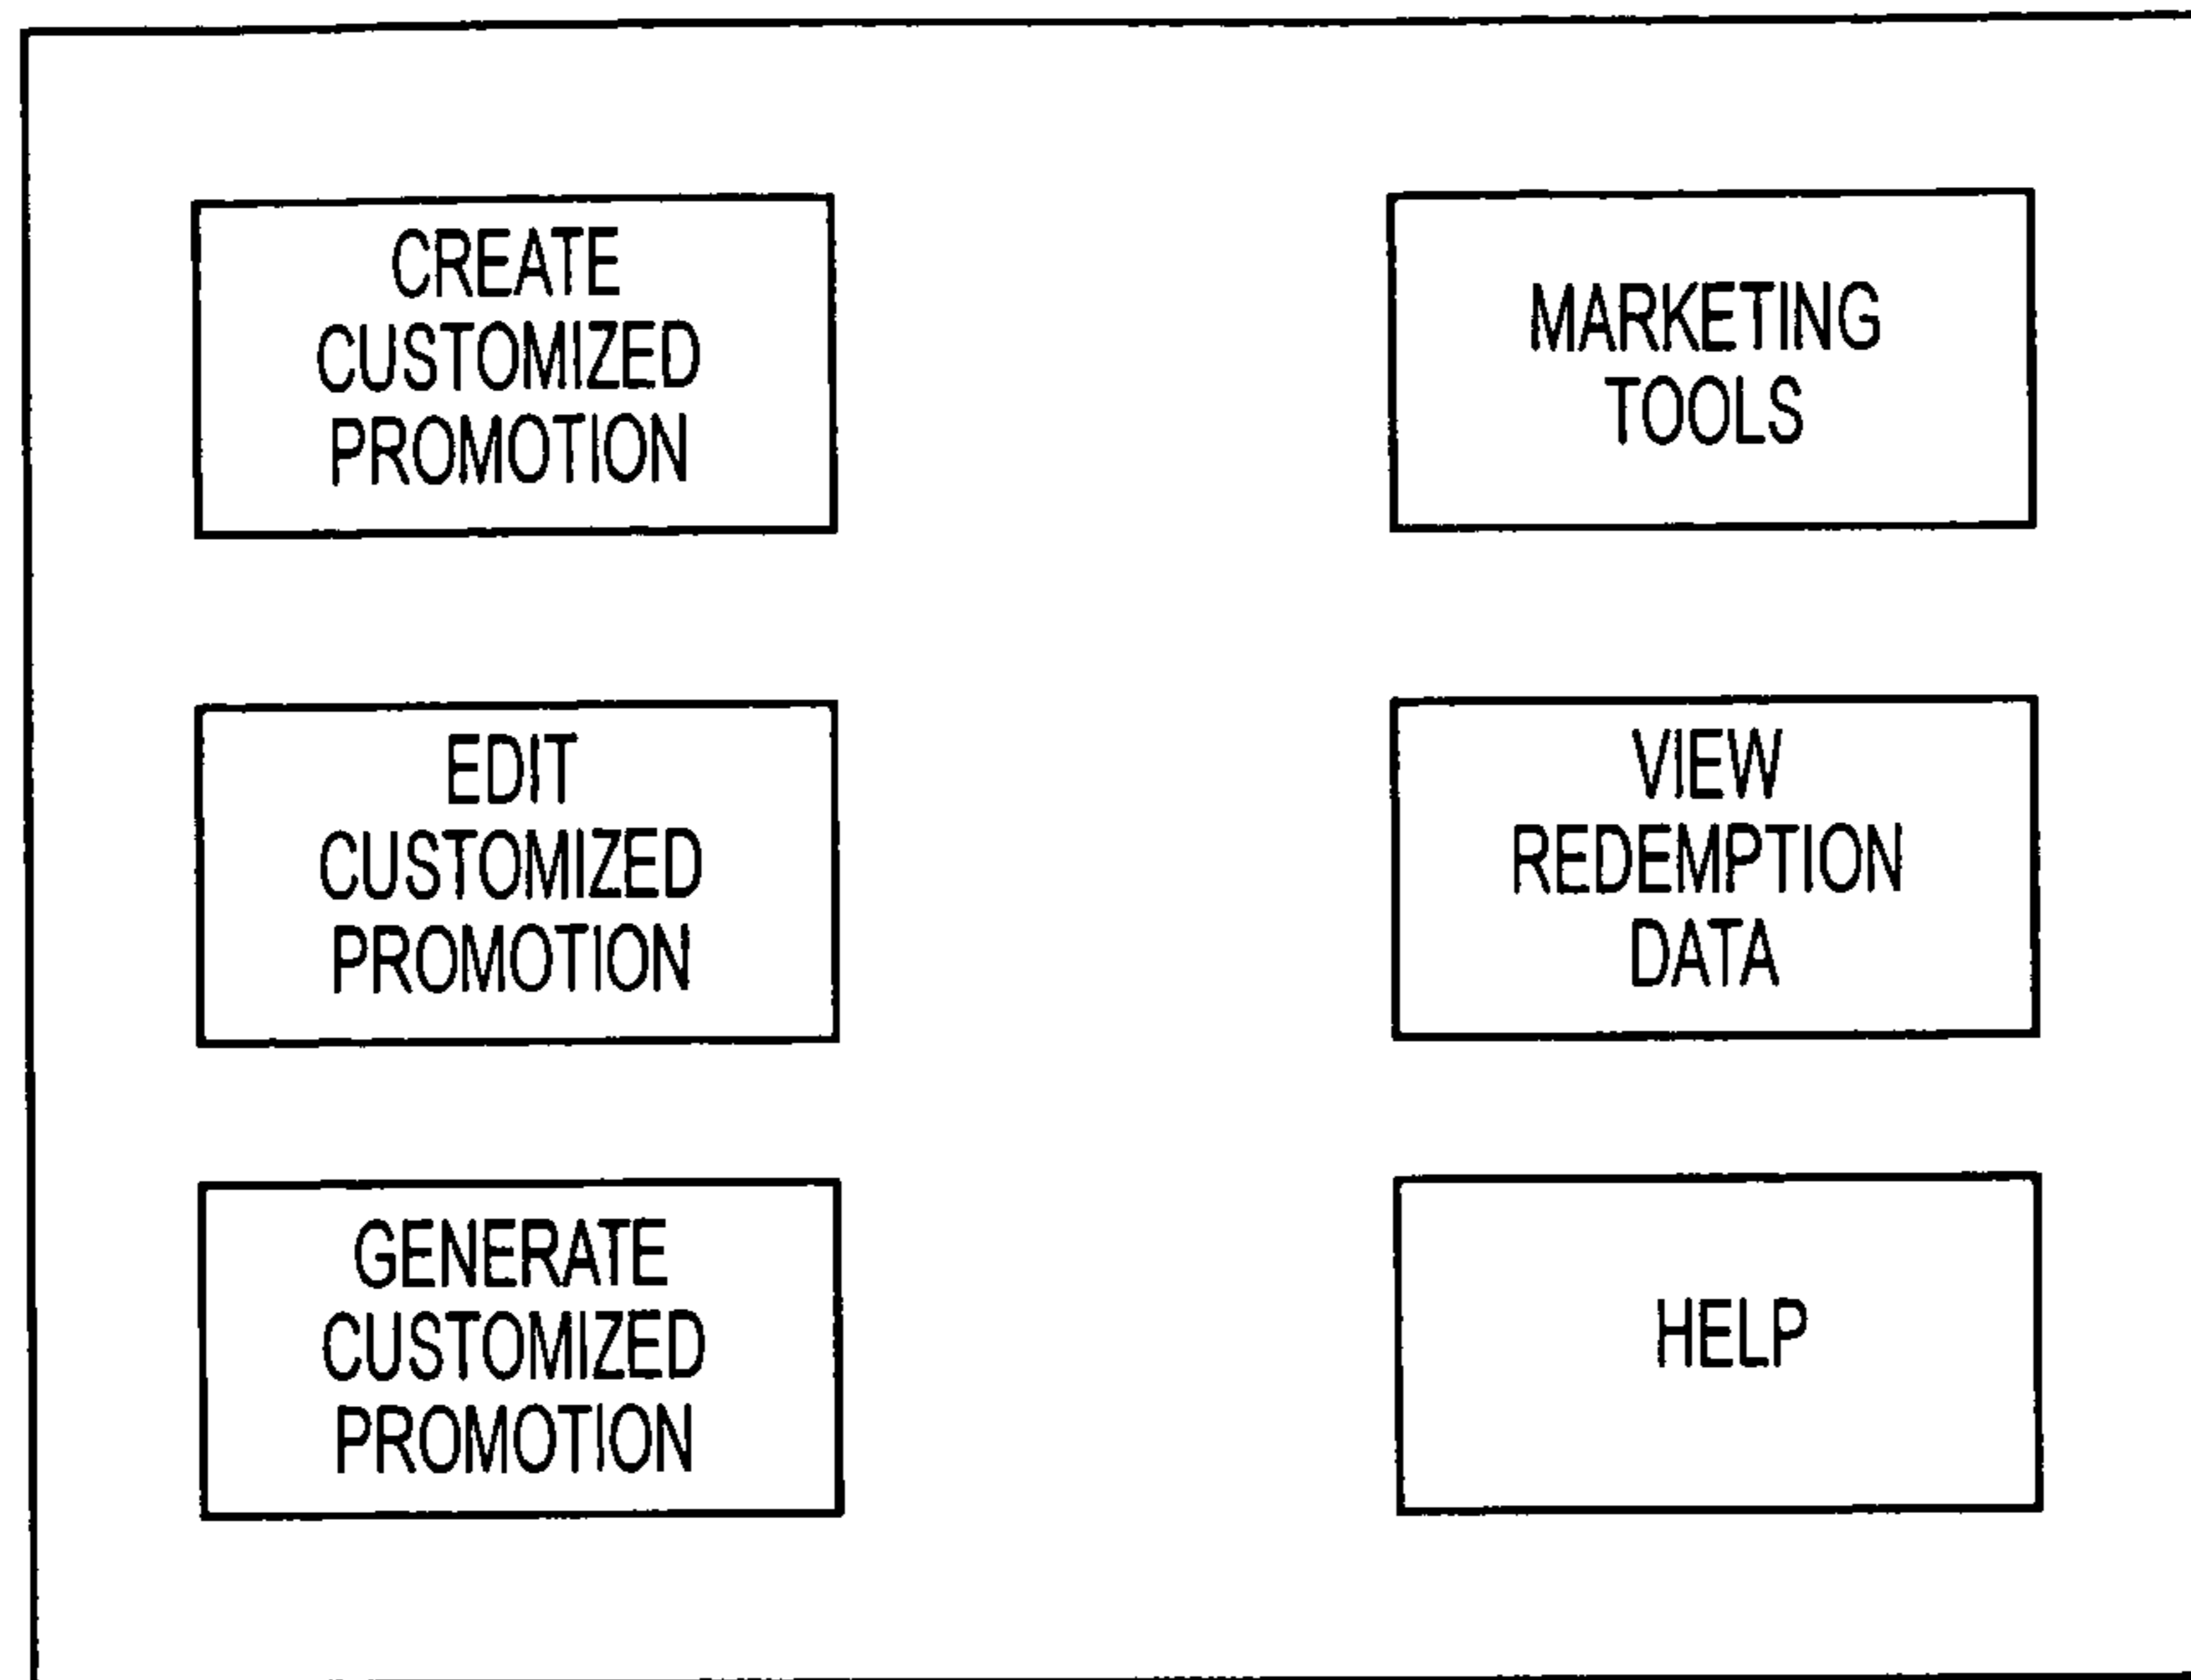 CREATE
CUSTOMIZED
PROMOTION
MARKETING
TOOLS
EDIT
CUSTOMIZED
PROMOTION
VIEW
REDEMPTION
DATA
GENERATE
CUSTOMIZED
PROMOTION
HELP